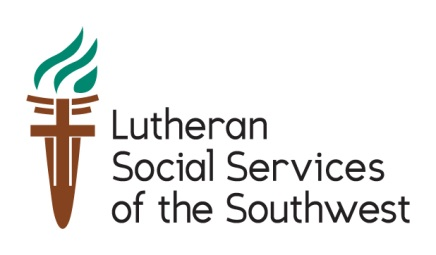 Lutheran
Social Services
of the Southwest